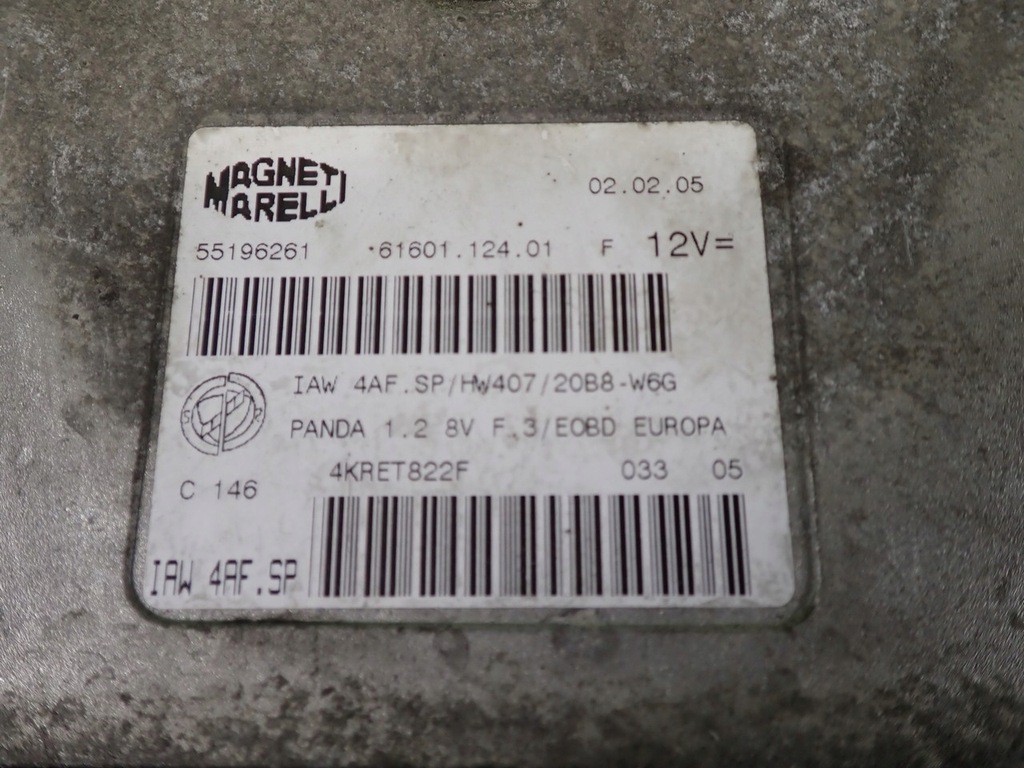 MAGNETI
MARELLI
02.02.05
55196261 61601.124.01 F 12V=
IAW 4AF.SP/HW407/20B8-W6G
PANDA 1.2 8V F.3/EOBD EUROPA
4KRET822F 033 05
C 146
IAW 4AF.SP